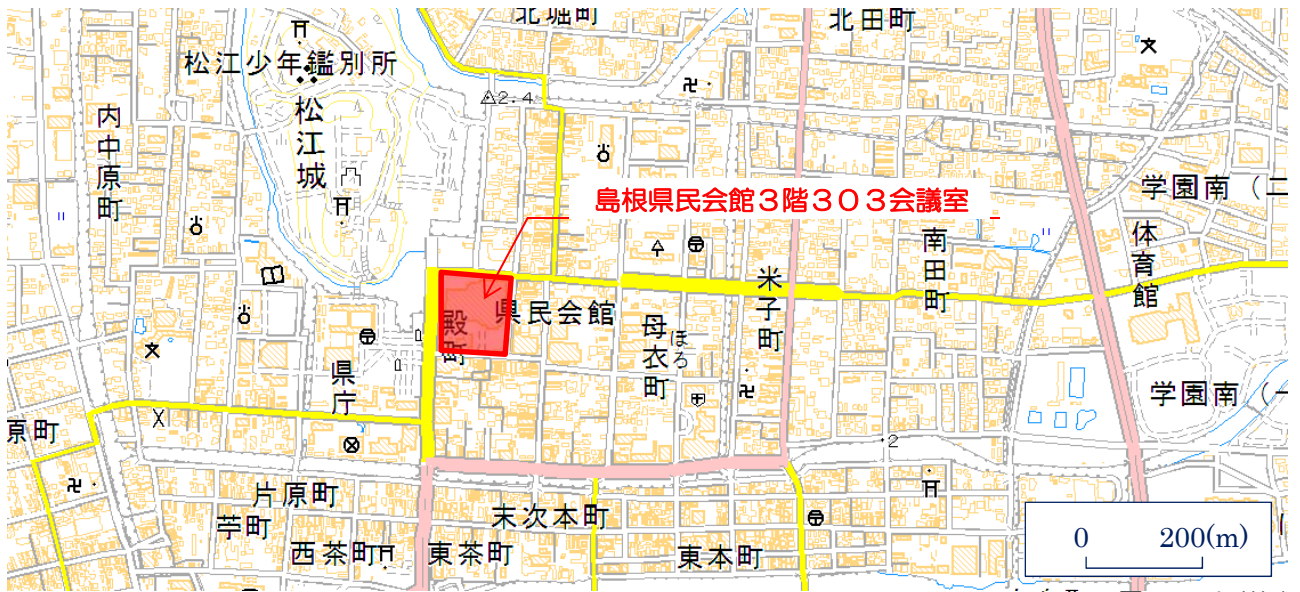 北堀町
北田町
松江少年鑑別所
2.4
内中原町
松江城
島根県民会館3階303会議室
学園南(二
南田町
体育館
米子町
県民会館
殿町
母衣町
ほろ
県庁
学園南(一
原町
2
片原町
苧町
末次本町
西茶町
東茶町
東本町
0 200(m)